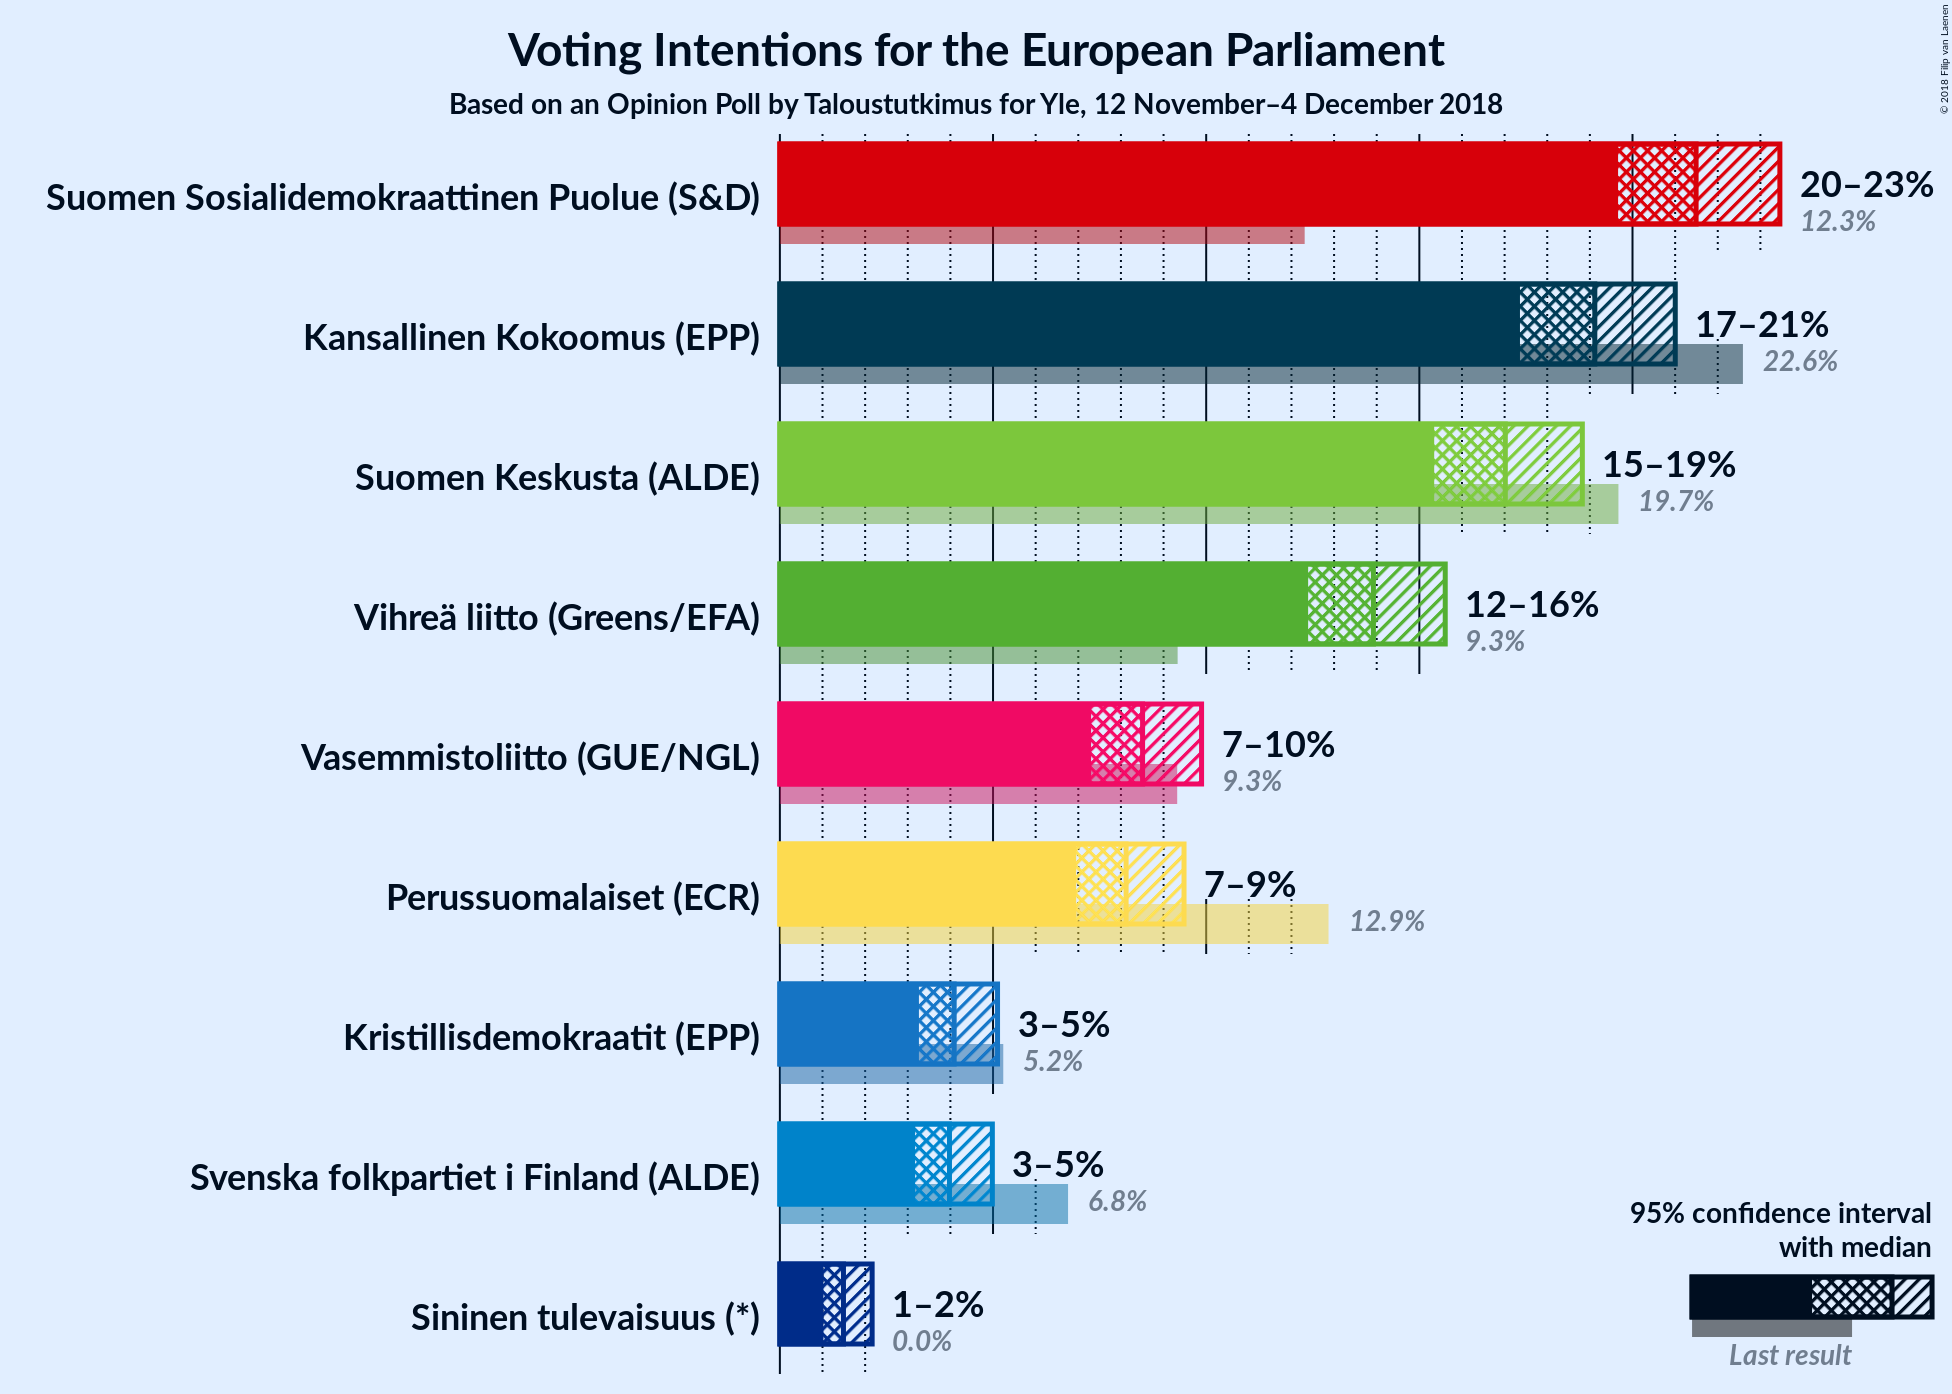 Voting Intentions for the European Parliament
Based on an Opinion Poll by Taloustutkimus for Yle, 12 November–4 December 2018
© 2018 Filip van Laenen
Suomen Sosialidemokraattinen Puolue (S&D)
20–23%
12.3%
Kansallinen Kokoomus (EPP)
17–21%
22.6%
Suomen Keskusta (ALDE)
15–19%
19.7%
Vihreä liitto (Greens/EFA)
12–16%
9.3%
Vasemmistoliitto (GUE/NGL)
7–10%
9.3%
Perussuomalaiset (ECR)
7–9%
12.9%
Kristillisdemokraatit (EPP)
3–5%
5.2%
Svenska folkpartiet i Finland (ALDE)
3–5%
6.8%
Sininen tulevaisuus (*)
1–2%
0.0%
95% confidence interval
with median
Last result